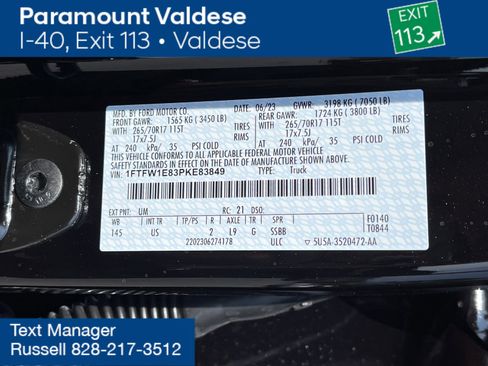 Paramount Valdese
I-40, Exit 113 • Valdese
EXIT
113
MFD. BY FORD MOTOR CO.
DATE: 06/23
GVWR: 3198 KG ( 7050 LB)
FRONT GAWR: 1565 KG ( 3450 LB)
REAR GAWR: 1724 KG ( 3800 LB)
WITH 265/70R17 115T TIRES
WITH 265/70R17 115T TIRES
17x7.5J RIMS
17x7.5J RIMS
AT 240 kPa/ 35 PSI COLD
AT 240 kPa/ 35 PSI COLD
THIS VEHICLE CONFORMS TO ALL APPLICABLE FEDERAL MOTOR VEHICLE
SAFETY STANDARDS IN EFFECT ON THE DATE OF MANUFACTURE SHOWN ABOVE.
VIN: 1FTFW1E83PKE83849
TYPE: Truck
EXT PNT: UM RC: 21 DSO:
WB INT TR TP/PS R AXLE TR SPR
145 US 2 L9 G SSBB
F0140
T0844
2202306274178 ULC 5U5A-3520472-AA
Text Manager
Russell 828-217-3512